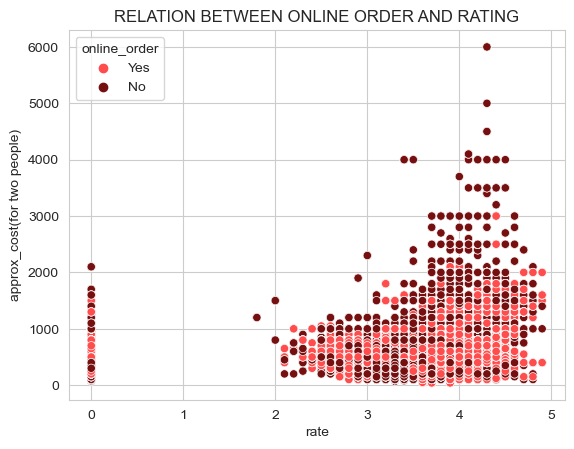 RELATION BETWEEN ONLINE ORDER AND RATING
online_order
Yes
No
6000
5000
4000
3000
2000
1000
0
approx_cost(for two people)
0 1 2 3 4 5
rate